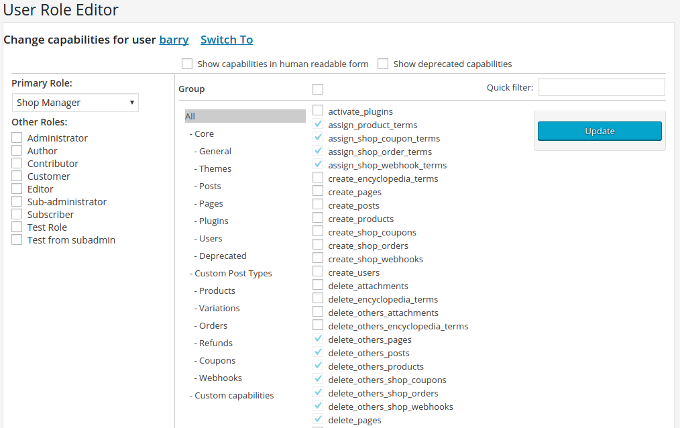 User Role Editor
Change capabilities for user barry Switch To
Show capabilities in human readable form Show deprecated capabilities
Primary Role:
Shop Manager
Other Roles:
Administrator
Author
Contributor
Customer
Editor
Sub-administrator
Subscriber
Test Role
Test from subadmin
Group
Quick filter:
All
- Core
- General
- Themes
- Posts
- Pages
- Plugins
- Users
- Deprecated
- Custom Post Types
- Products
- Variations
- Orders
- Refunds
- Coupons
- Webhooks
- Custom capabilities
activate_plugins
assign_product_terms
assign_shop_coupon_terms
assign_shop_order_terms
assign_shop_webhook_terms
create_encyclopedia_terms
create_pages
create_posts
create_products
create_shop_coupons
create_shop_orders
create_shop_webhooks
create_users
delete_attachments
delete_encyclopedia_terms
delete_others_attachments
delete_others_encyclopedia_terms
delete_others_pages
delete_others_posts
delete_others_products
delete_others_shop_coupons
delete_others_shop_orders
delete_others_shop_webhooks
delete_pages
Update